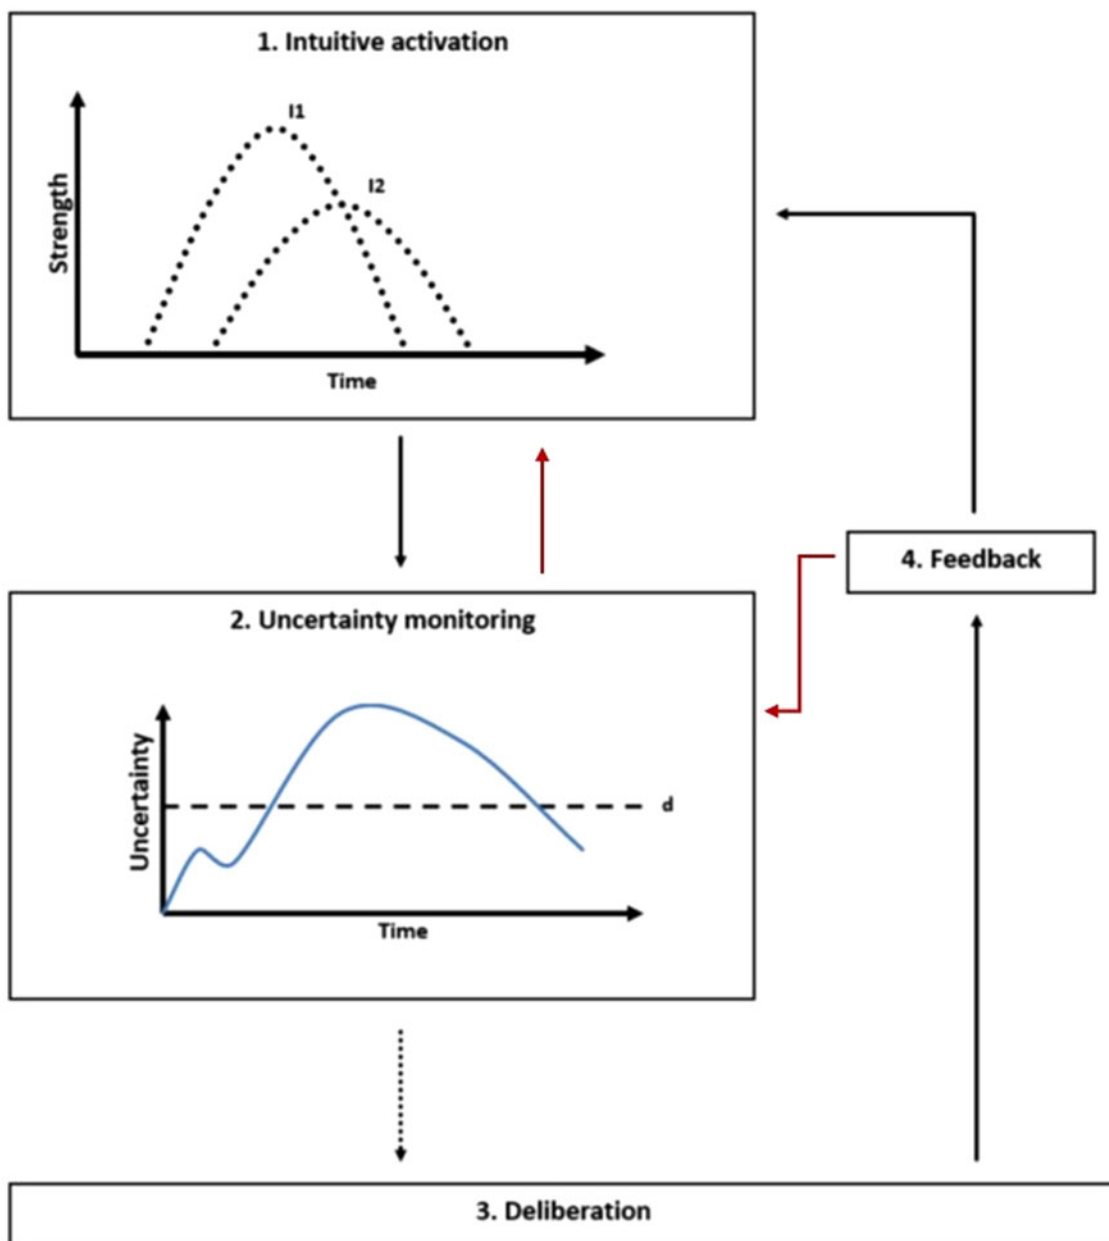 1. Intuitive activation
I1
I2
Strength
Time
4. Feedback
2. Uncertainty monitoring
Uncertainty
d
Time
3. Deliberation